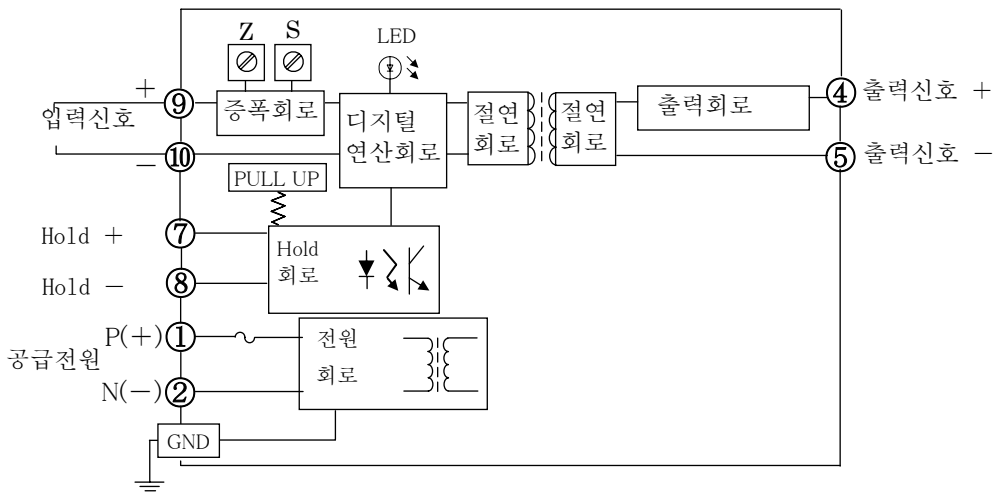 Z S LED
+
⑨ 증폭회로 디지털 연산회로 절연 회로 절연 회로 출력회로 ④ 출력신호 +
입력신호
⑩
−
⑤ 출력신호 −
PULL UP
Hold + ⑦
Hold 회로
Hold − ⑧
P(+) ① 전원 회로
공급전원
N(−) ②
GND